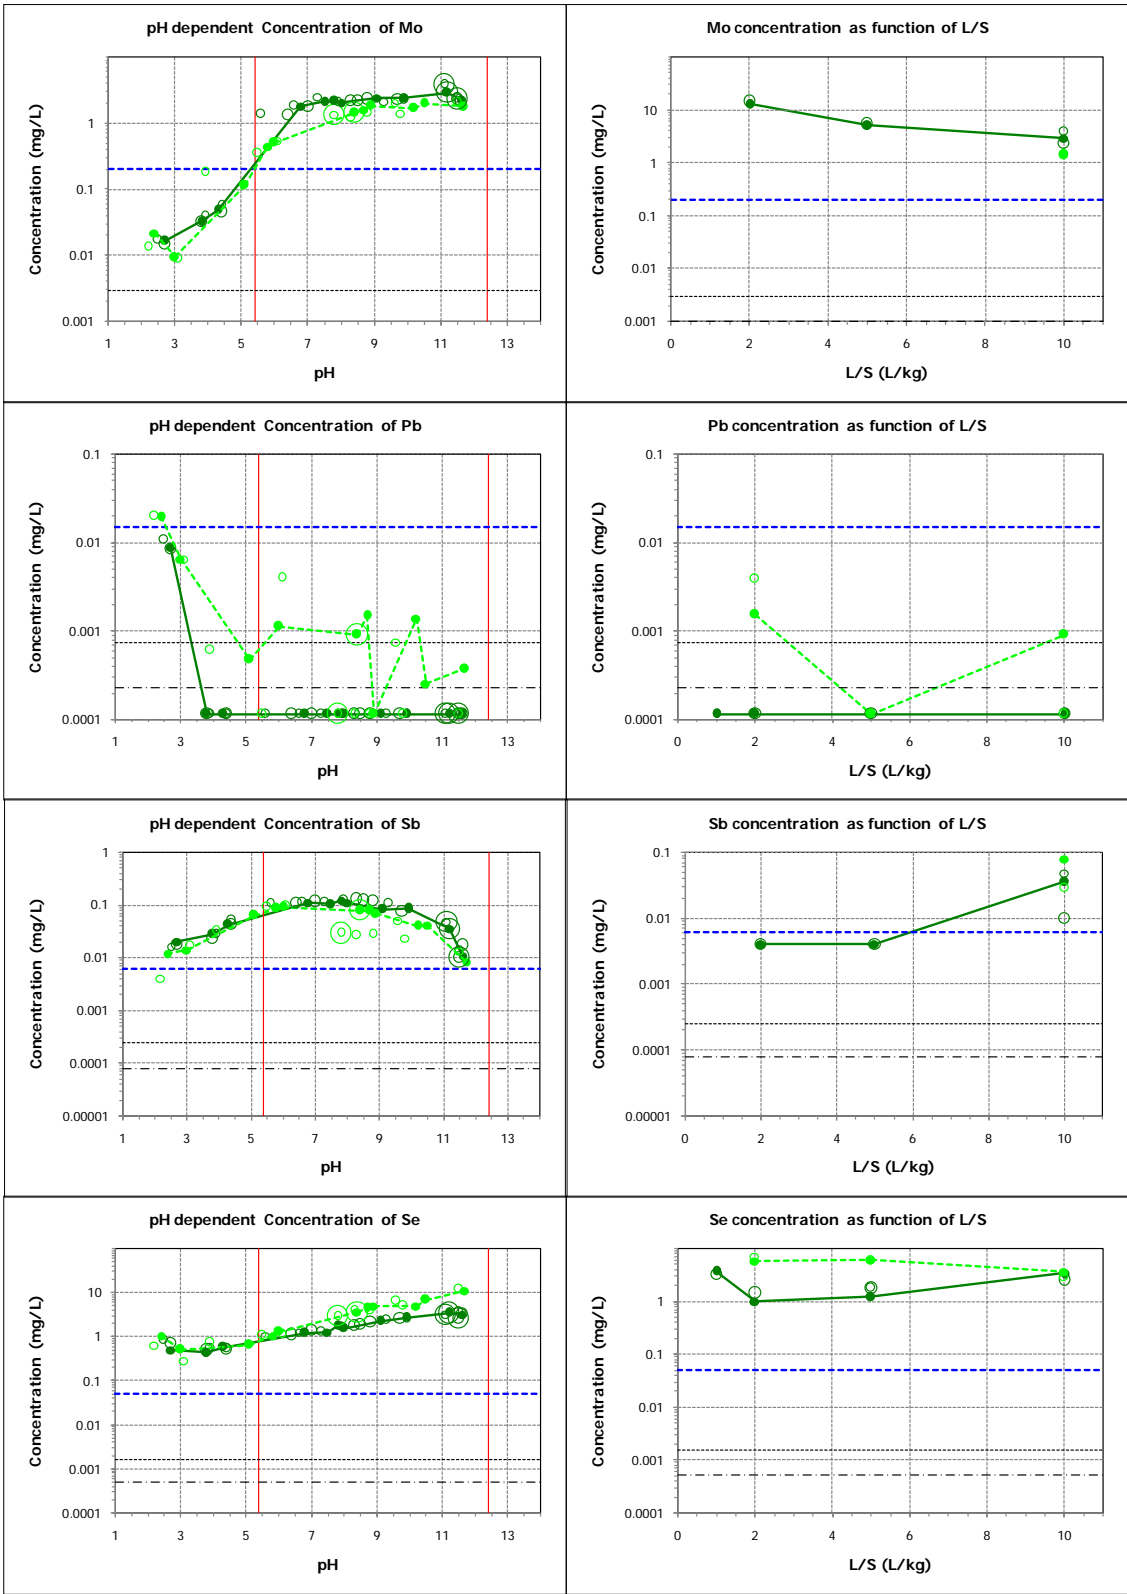 pH dependent Concentration of Mo
Concentration (mg/L)
1
0.1
0.01
0.001
1 3 5 7 9 11 13
pH
Mo concentration as function of L/S
Concentration (mg/L)
10
1
0.1
0.01
0.001
0 2 4 6 8 10
L/S (L/kg)
pH dependent Concentration of Pb
Concentration (mg/L)
0.1
0.01
0.001
0.0001
1 3 5 7 9 11 13
pH
Pb concentration as function of L/S
Concentration (mg/L)
0.1
0.01
0.001
0.0001
0 2 4 6 8 10
L/S (L/kg)
pH dependent Concentration of Sb
Concentration (mg/L)
1
0.1
0.01
0.001
0.0001
0.00001
1 3 5 7 9 11 13
pH
Sb concentration as function of L/S
Concentration (mg/L)
0.1
0.01
0.001
0.0001
0.00001
0 2 4 6 8 10
L/S (L/kg)
pH dependent Concentration of Se
Concentration (mg/L)
10
1
0.1
0.01
0.001
0.0001
1 3 5 7 9 11 13
pH
Se concentration as function of L/S
Concentration (mg/L)
1
0.1
0.01
0.001
0.0001
0 2 4 6 8 10
L/S (L/kg)